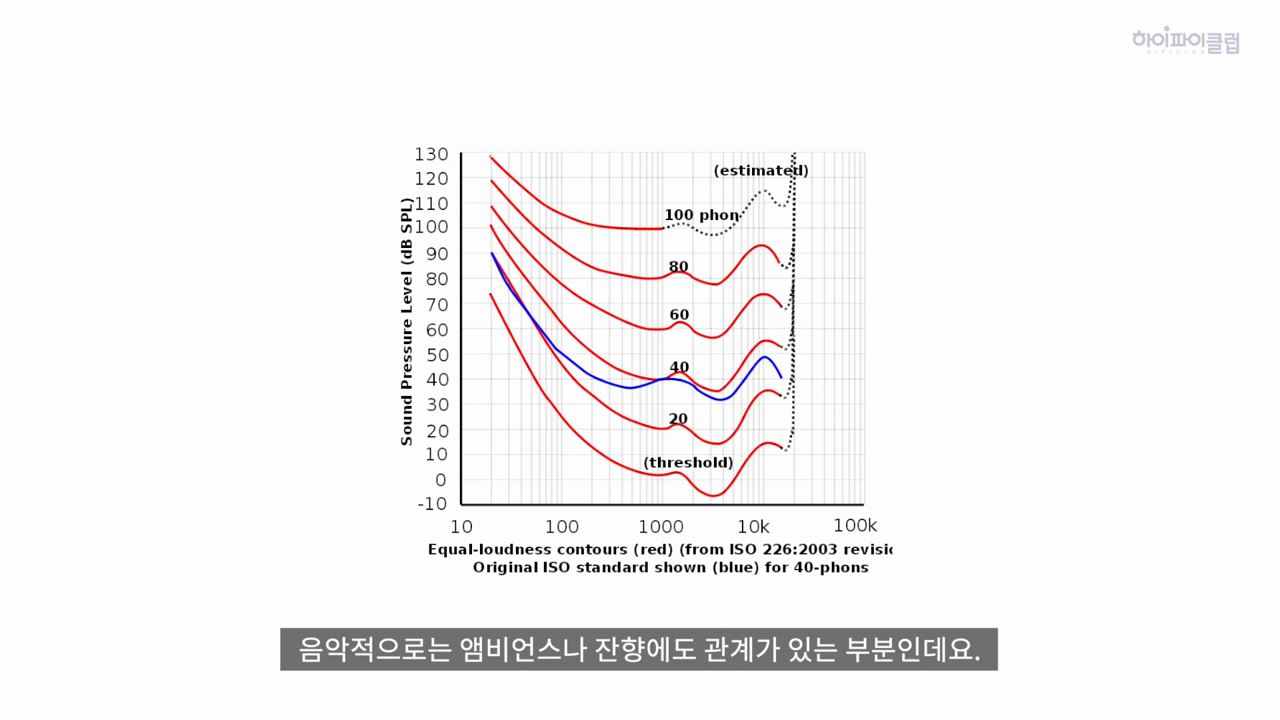 하이파이클럽
HIFICLUB
130
120
110
100
90
80
70
60
50
40
30
20
10
0
-10
Sound Pressure Level (dB SPL)
(estimated)
100 phon
80
60
40
20
(threshold)
10 100 1000 10k 100k
Equal-loudness contours (red) (from ISO 226:2003 revisi
Original ISO standard shown (blue) for 40-phons
음악적으로는 앰비언스나 잔향에도 관계가 있는 부분인데요.